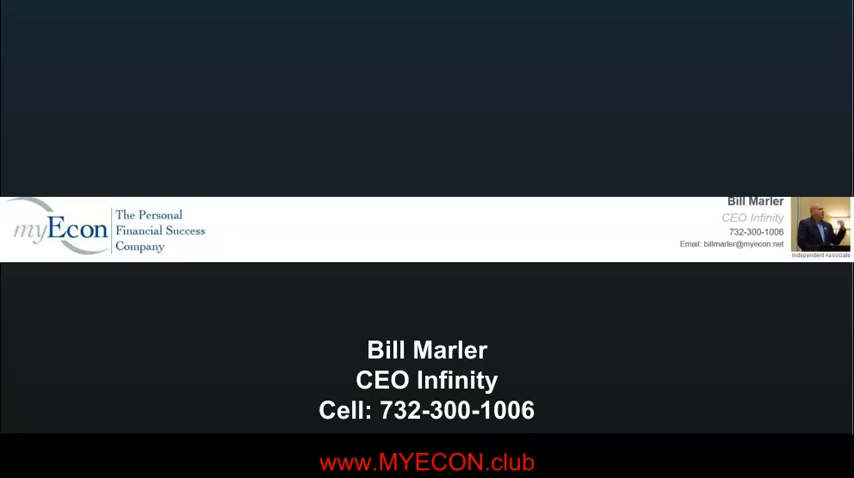 myEcon
The Personal
Financial Success
Company
Bill Marler
CEO Infinity
732-300-1006
Email: billmarler@myecon.net
Independent Associate
Bill Marler
CEO Infinity
Cell: 732-300-1006
www.MYECON.club